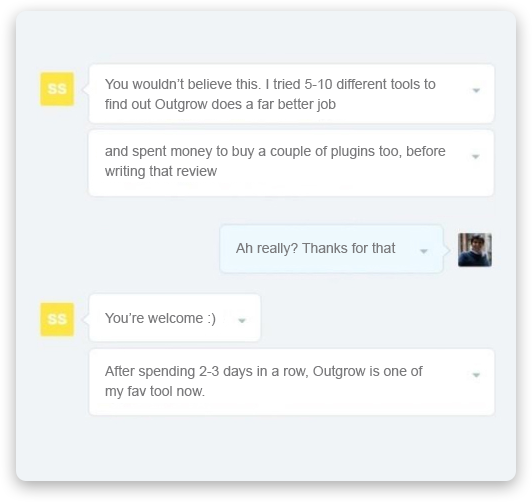 SS
You wouldn’t believe this. I tried 5-10 different tools to
find out Outgrow does a far better job
and spent money to buy a couple of plugins too, before
writing that review
Ah really? Thanks for that
SS
You’re welcome :)
After spending 2-3 days in a row, Outgrow is one of
my fav tool now.